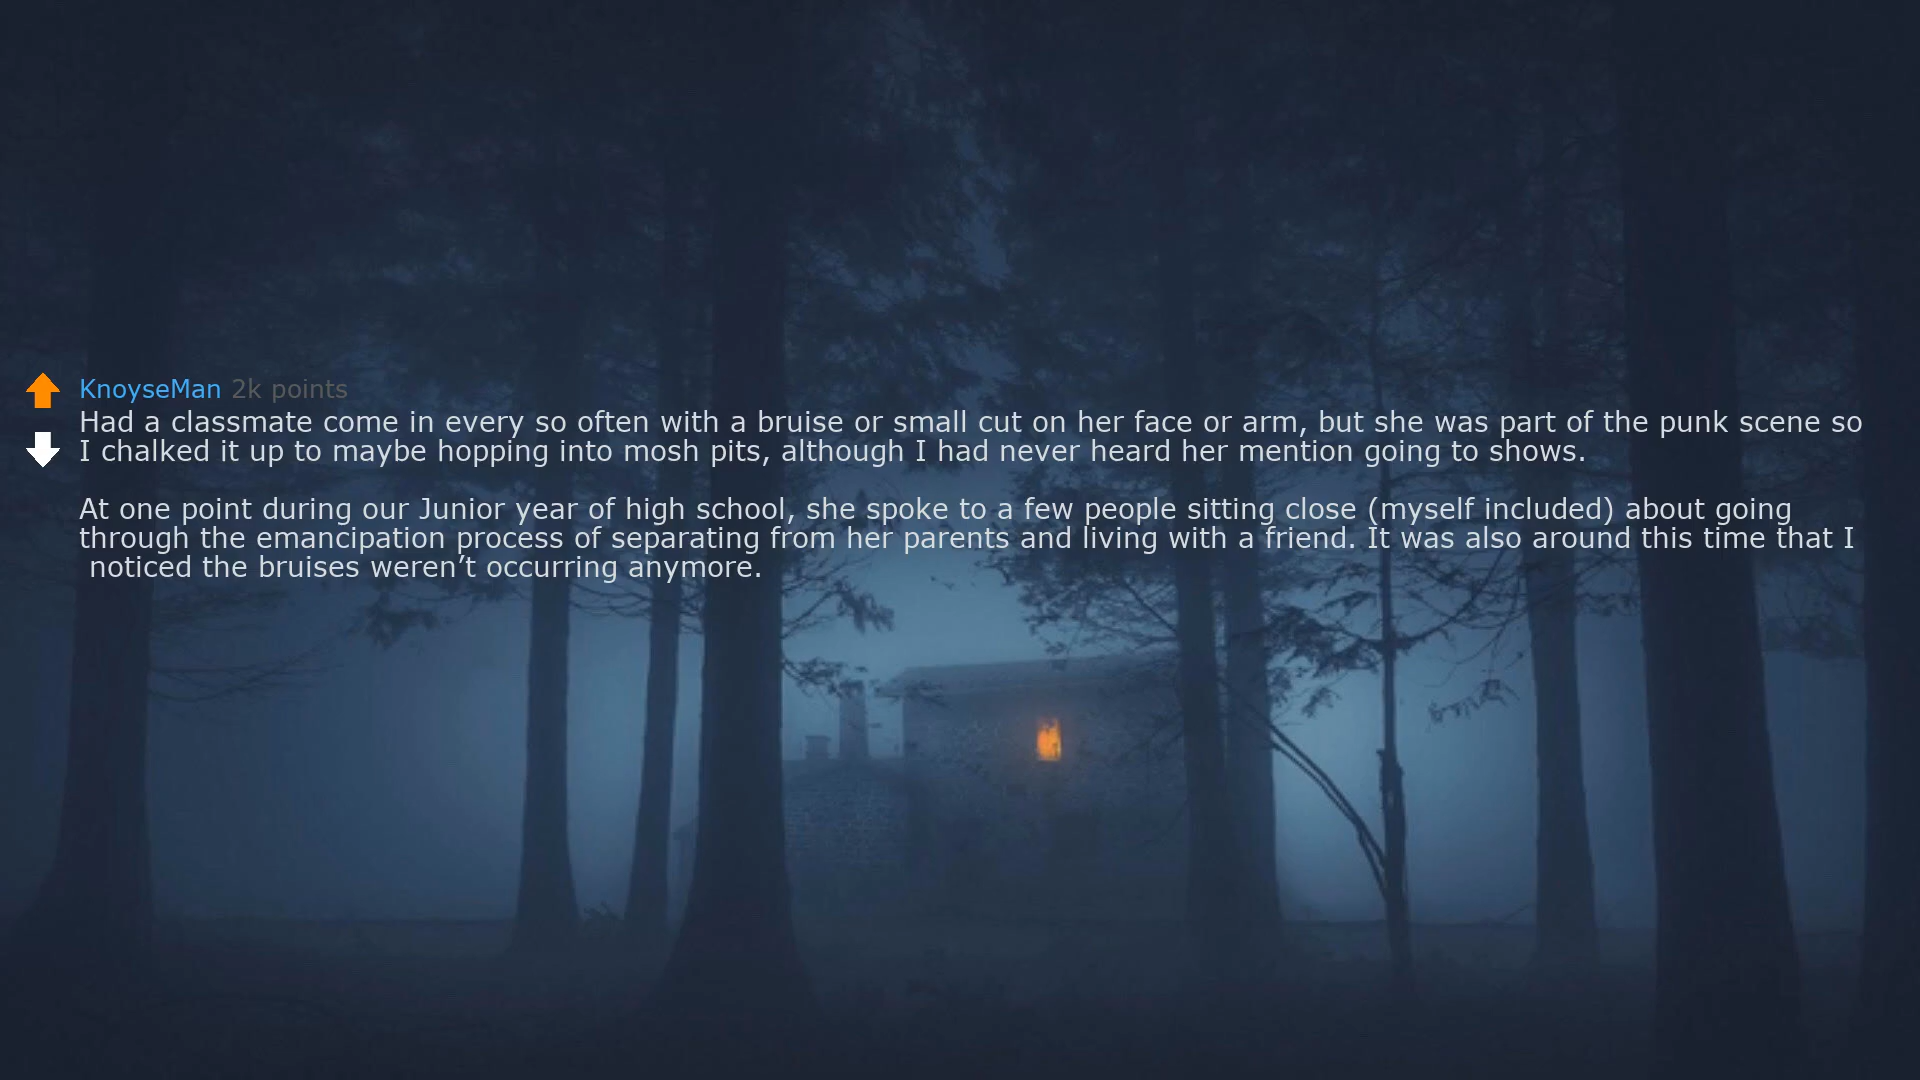 KnoyseMan 2k points
Had a classmate come in every so often with a bruise or small cut on her face or arm, but she was part of the punk scene so
I chalked it up to maybe hopping into mosh pits, although I had never heard her mention going to shows.
At one point during our Junior year of high school, she spoke to a few people sitting close (myself included) about going
through the emancipation process of separating from her parents and living with a friend. It was also around this time that I
noticed the bruises weren’t occurring anymore.